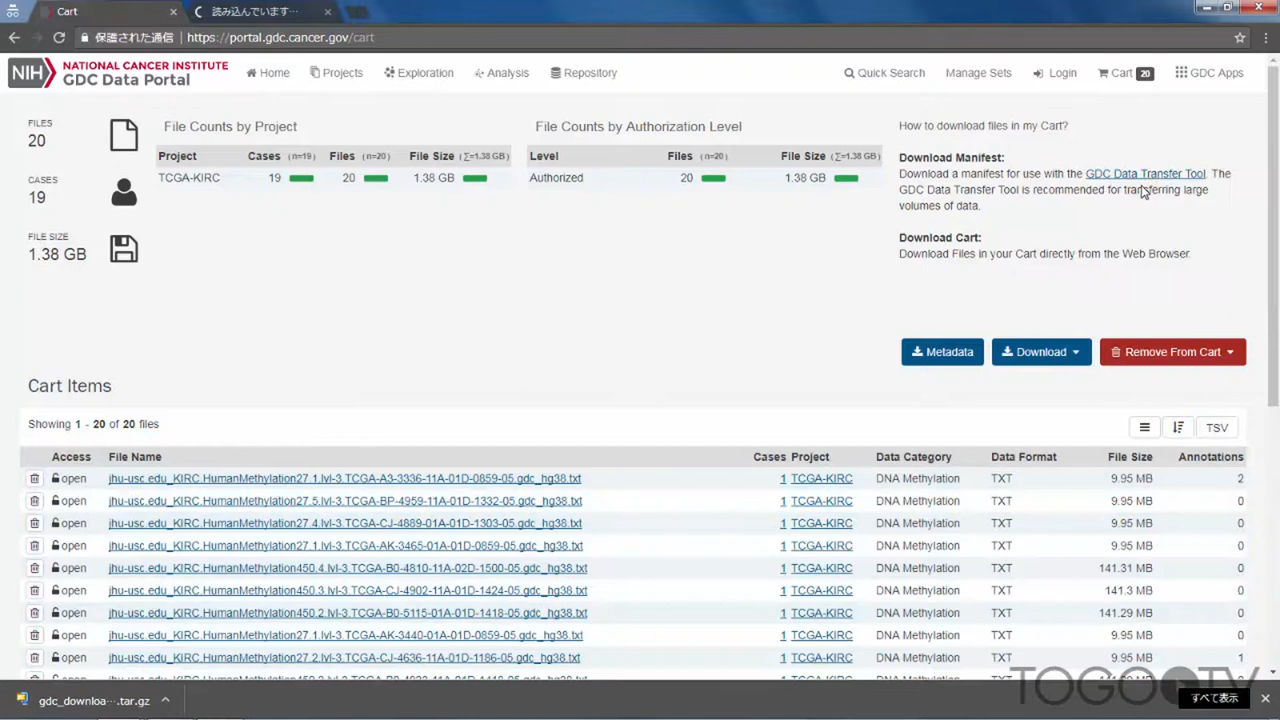 Cart
読み込んでいます…
保護された通信 | https://portal.gdc.cancer.gov/cart
NIH NATIONAL CANCER INSTITUTE
GDC Data Portal
Home Projects Exploration Analysis Repository Quick Search Manage Sets Login Cart 20 GDC Apps
FILES
20
CASES
19
FILE SIZE
1.38 GB
File Counts by Project
Project Cases (n=19) Files (n=20) File Size (∑=1.38 GB)
TCGA-KIRC 19 20 1.38 GB
File Counts by Authorization Level
Level Files (n=20) File Size (∑=1.38 GB)
Authorized 20 1.38 GB
How to download files in my Cart?
Download Manifest:
Download a manifest for use with the GDC Data Transfer Tool. The
GDC Data Transfer Tool is recommended for transferring large
volumes of data.
Download Cart:
Download Files in your Cart directly from the Web Browser.
Metadata Download Remove From Cart
Cart Items
Showing 1 - 20 of 20 files
TSV
Access File Name Cases Project Data Category Data Format File Size Annotations
open jhu-usc.edu_KIRC.HumanMethylation27.1.lvl-3.TCGA-A3-3336-11A-01D-0859-05.gdc_hg38.txt 1 TCGA-KIRC DNA Methylation TXT 9.95 MB 2
open jhu-usc.edu_KIRC.HumanMethylation27.5.lvl-3.TCGA-BP-4959-11A-01D-1332-05.gdc_hg38.txt 1 TCGA-KIRC DNA Methylation TXT 9.95 MB 0
open jhu-usc.edu_KIRC.HumanMethylation27.4.lvl-3.TCGA-CJ-4889-01A-01D-1303-05.gdc_hg38.txt 1 TCGA-KIRC DNA Methylation TXT 9.95 MB 0
open jhu-usc.edu_KIRC.HumanMethylation27.1.lvl-3.TCGA-AK-3465-01A-01D-0859-05.gdc_hg38.txt 1 TCGA-KIRC DNA Methylation TXT 9.95 MB 0
open jhu-usc.edu_KIRC.HumanMethylation450.4.lvl-3.TCGA-B0-4810-11A-02D-1500-05.gdc_hg38.txt 1 TCGA-KIRC DNA Methylation TXT 141.31 MB 0
open jhu-usc.edu_KIRC.HumanMethylation450.3.lvl-3.TCGA-CJ-4902-01A-01D-1424-05.gdc_hg38.txt 1 TCGA-KIRC DNA Methylation TXT 141.3 MB 0
open jhu-usc.edu_KIRC.HumanMethylation450.2.lvl-3.TCGA-B0-5115-01A-01D-1418-05.gdc_hg38.txt 1 TCGA-KIRC DNA Methylation TXT 141.29 MB 0
open jhu-usc.edu_KIRC.HumanMethylation27.1.lvl-3.TCGA-AK-3440-01A-01D-0859-05.gdc_hg38.txt 1 TCGA-KIRC DNA Methylation TXT 9.95 MB 0
open jhu-usc.edu_KIRC.HumanMethylation27.2.lvl-3.TCGA-CJ-4636-11A-01D-1186-05.gdc_hg38.txt 1 TCGA-KIRC DNA Methylation TXT 9.95 MB 1
TOGO TV
gdc_downloa….tar.gz
すべて表示